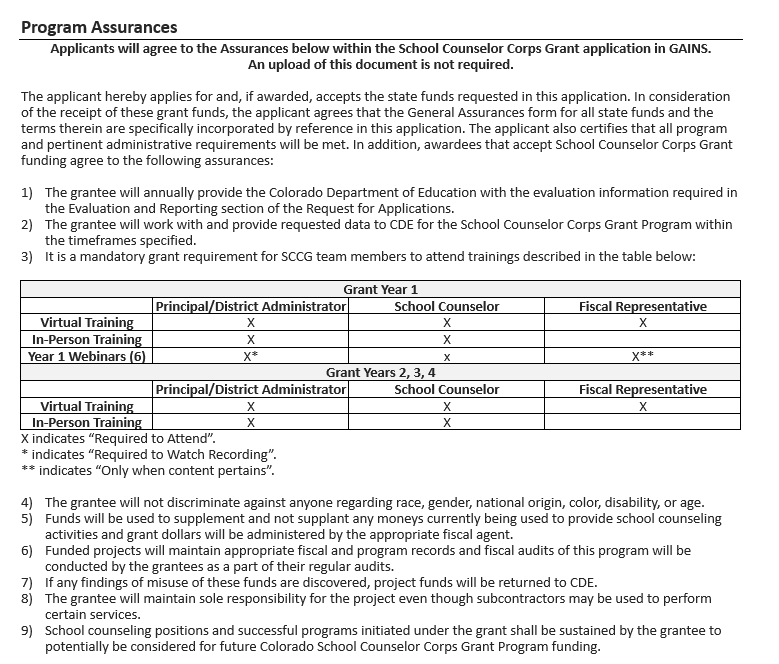 Program Assurances
Applicants will agree to the Assurances below within the School Counselor Corps Grant application in GAINS.
An upload of this document is not required.
The applicant hereby applies for and, if awarded, accepts the state funds requested in this application. In consideration
of the receipt of these grant funds, the applicant agrees that the General Assurances form for all state funds and the
terms therein are specifically incorporated by reference in this application. The applicant also certifies that all program
and pertinent administrative requirements will be met. In addition, awardees that accept School Counselor Corps Grant
funding agree to the following assurances:
1) The grantee will annually provide the Colorado Department of Education with the evaluation information required in
the Evaluation and Reporting section of the Request for Applications.
2) The grantee will work with and provide requested data to CDE for the School Counselor Corps Grant Program within
the timeframes specified.
3) It is a mandatory grant requirement for SCCG team members to attend trainings described in the table below:
Grant Year 1
Principal/District Administrator School Counselor Fiscal Representative
Virtual Training X X X
In-Person Training X X
Year 1 Webinars (6) X* x X**
Grant Years 2, 3, 4
Principal/District Administrator School Counselor Fiscal Representative
Virtual Training X X X
In-Person Training X X
X indicates “Required to Attend”.
* indicates “Required to Watch Recording”.
** indicates “Only when content pertains”.
4) The grantee will not discriminate against anyone regarding race, gender, national origin, color, disability, or age.
5) Funds will be used to supplement and not supplant any moneys currently being used to provide school counseling
activities and grant dollars will be administered by the appropriate fiscal agent.
6) Funded projects will maintain appropriate fiscal and program records and fiscal audits of this program will be
conducted by the grantees as a part of their regular audits.
7) If any findings of misuse of these funds are discovered, project funds will be returned to CDE.
8) The grantee will maintain sole responsibility for the project even though subcontractors may be used to perform
certain services.
9) School counseling positions and successful programs initiated under the grant shall be sustained by the grantee to
potentially be considered for future Colorado School Counselor Corps Grant Program funding.